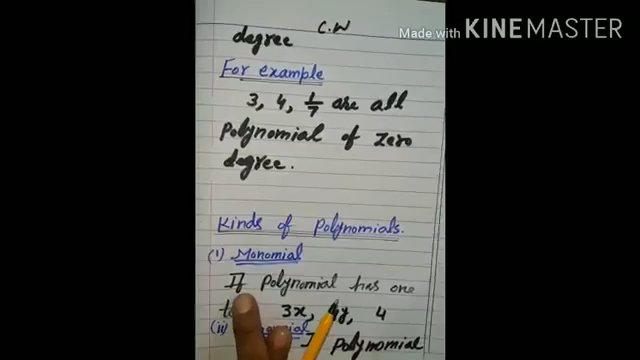 C.W
Made with KINEMASTER
degree
For example
3, 4, 1/7 are all
Polynomial of Zero
degree.
Kinds of Polynomials.
(i) Monomial
If Polynomial has one
3x, 4y, 4
(ii)
If Polynomial